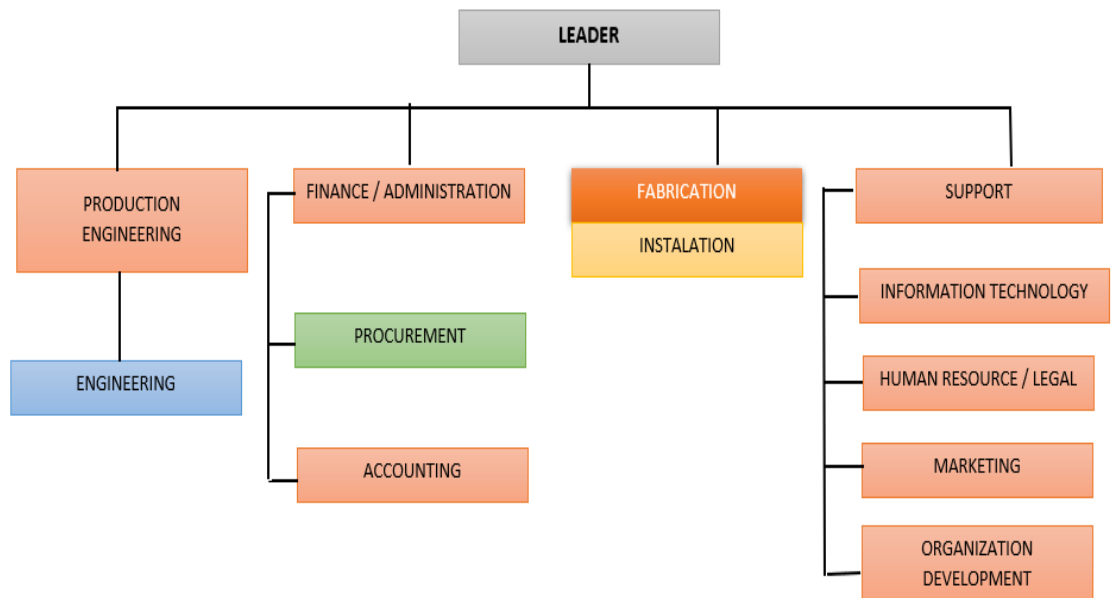 LEADER
PRODUCTION
ENGINEERING
FINANCE / ADMINISTRATION
FABRICATION
SUPPORT
INSTALATION
INFORMATION TECHNOLOGY
PROCUREMENT
ENGINEERING
HUMAN RESOURCE / LEGAL
ACCOUNTING
MARKETING
ORGANIZATION
DEVELOPMENT